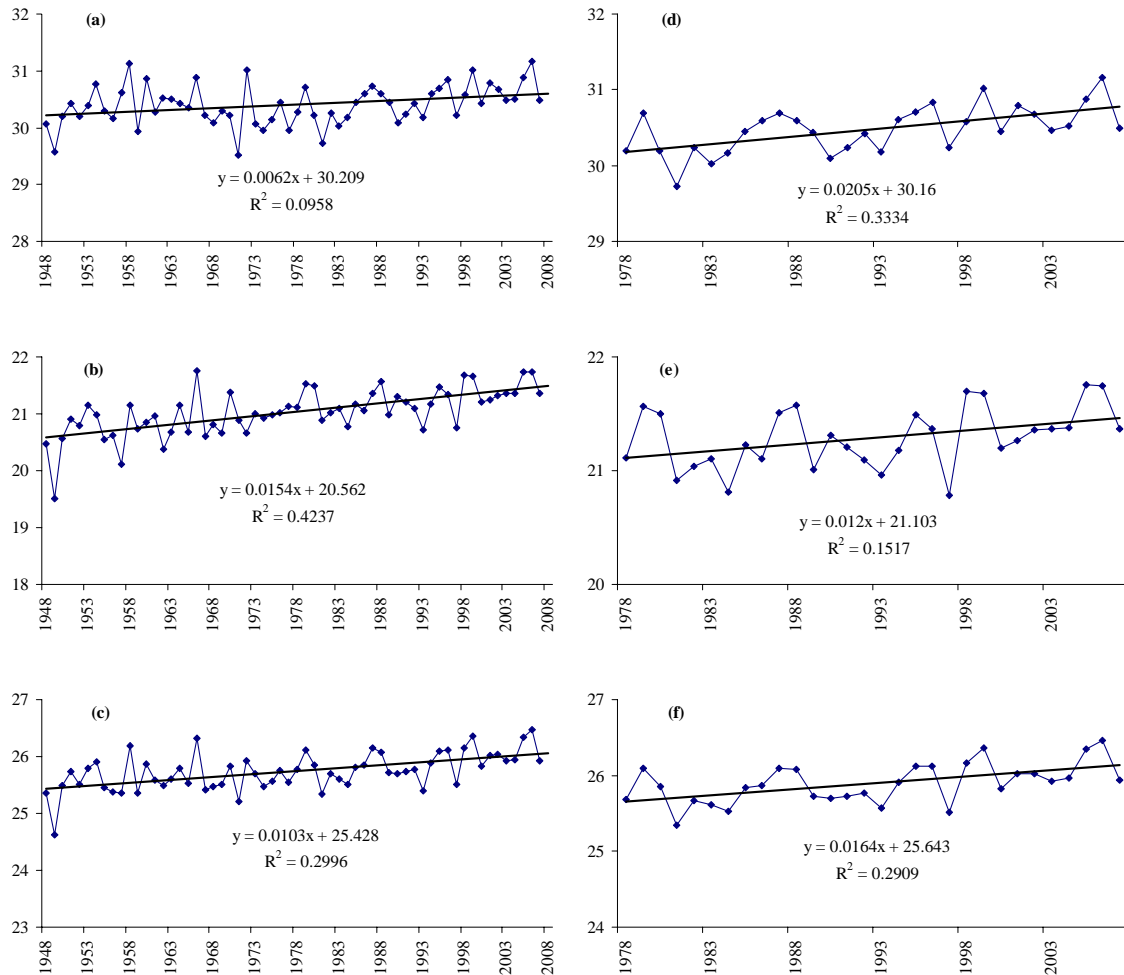 (a)
32
31
30
29
28
y = 0.0062x + 30.209
R² = 0.0958
1948 1953 1958 1963 1968 1973 1978 1983 1988 1993 1998 2003 2008
(d)
32
31
30
29
y = 0.0205x + 30.16
R² = 0.3334
1978 1983 1988 1993 1998 2003
(b)
22
21
20
19
18
y = 0.0154x + 20.562
R² = 0.4237
1948 1953 1958 1963 1968 1973 1978 1983 1988 1993 1998 2003 2008
(e)
22
21
20
y = 0.012x + 21.103
R² = 0.1517
1978 1983 1988 1993 1998 2003
(c)
27
26
25
24
23
y = 0.0103x + 25.428
R² = 0.2996
1948 1953 1958 1963 1968 1973 1978 1983 1988 1993 1998 2003 2008
(f)
27
26
25
24
y = 0.0164x + 25.643
R² = 0.2909
1978 1983 1988 1993 1998 2003